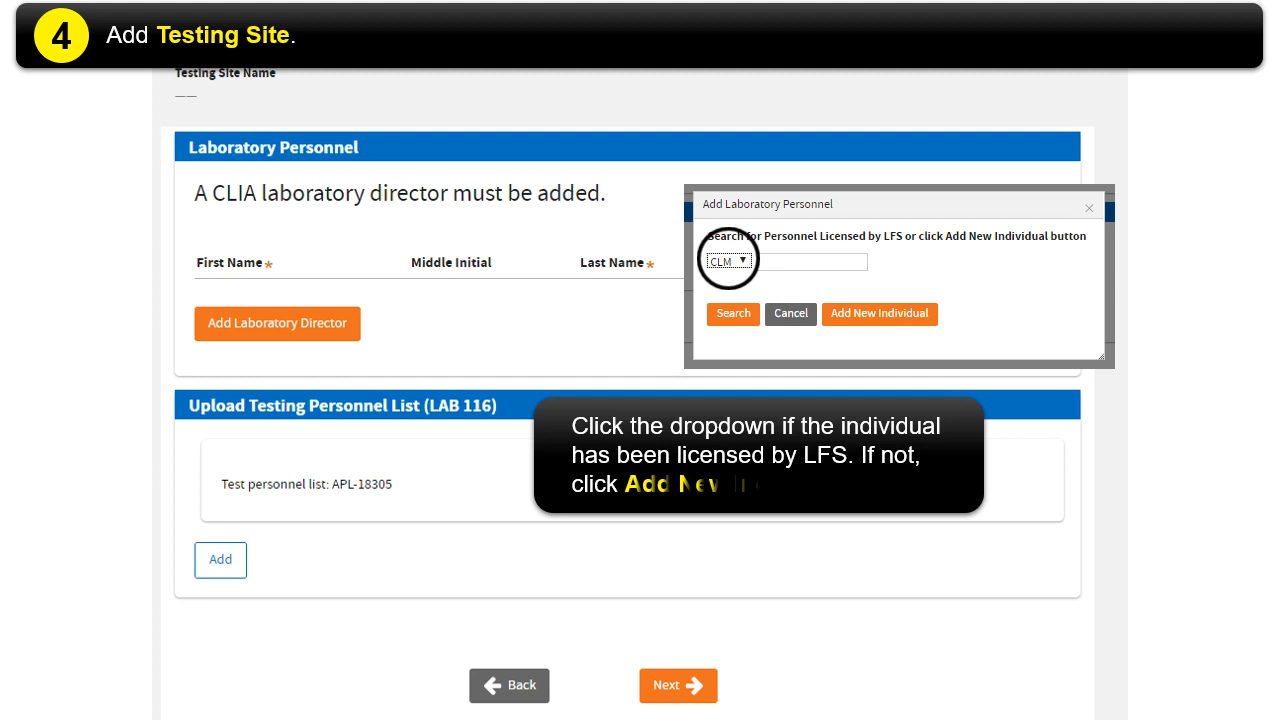 4 Add Testing Site.
Testing Site Name
——
Laboratory Personnel
A CLIA laboratory director must be added.
First Name* Middle Initial Last Name*
Add Laboratory Director
Add Laboratory Personnel ×
Search for Personnel Licensed by LFS or click Add New Individual button
CLM ▼
Search Cancel Add New Individual
Upload Testing Personnel List (LAB 116)
Test personnel list: APL-18305
Add
Click the dropdown if the individual
has been licensed by LFS. If not,
click Add New
Back Next